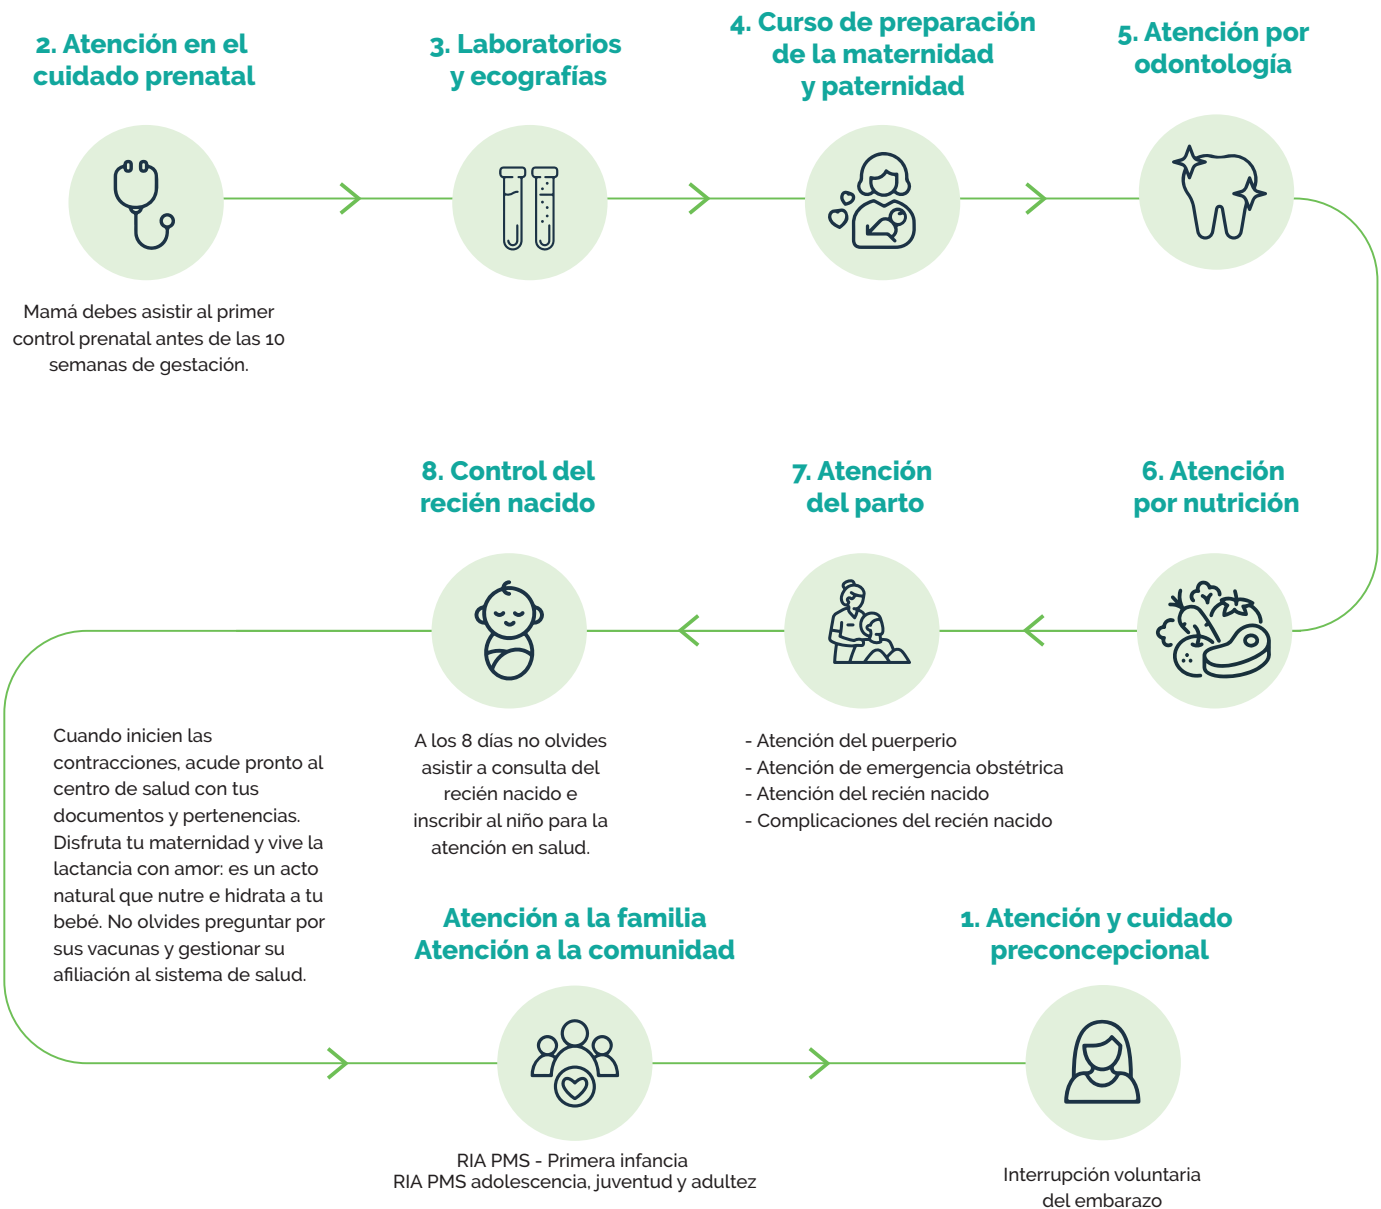 2. Atención en el
cuidado prenatal
3. Laboratorios
y ecografías
4. Curso de preparación
de la maternidad
y paternidad
5. Atención por
odontología
Mamá debes asistir al primer
control prenatal antes de las 10
semanas de gestación.
6. Atención
por nutrición
7. Atención
del parto
- Atención del puerperio
- Atención de emergencia obstétrica
- Atención del recién nacido
- Complicaciones del recién nacido
8. Control del
recién nacido
A los 8 días no olvides
asistir a consulta del
recién nacido e
inscribir al niño para la
atención en salud.
Cuando inicien las
contracciones, acude pronto al
centro de salud con tus
documentos y pertenencias.
Disfruta tu maternidad y vive la
lactancia con amor: es un acto
natural que nutre e hidrata a tu
bebé. No olvides preguntar por
sus vacunas y gestionar su
afiliación al sistema de salud.
Atención a la familia
Atención a la comunidad
RIA PMS - Primera infancia
RIA PMS adolescencia, juventud y adultez
1. Atención y cuidado
preconcepcional
Interrupción voluntaria
del embarazo